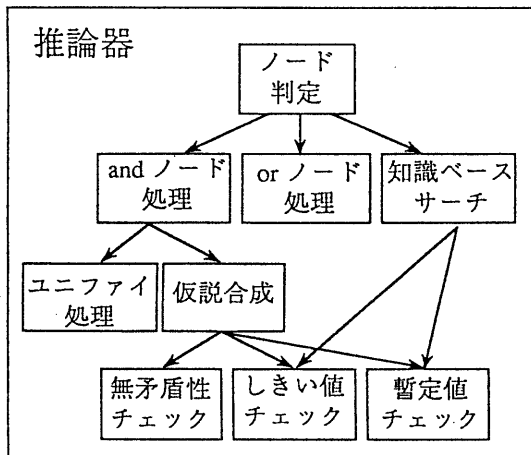 推論器
ノード
判定
and ノード
処理
or ノード
処理
知識ベース
サーチ
ユニファイ
処理
仮説合成
無矛盾性
チェック
しきい値
チェック
暫定値
チェック